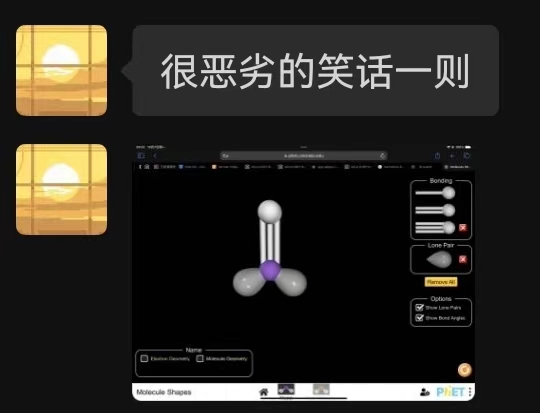 很恶劣的笑话一则
Bonding
Lone Pair
Remove All
Options
Show Lone Pairs
Show Bond Angles
Name
Electron Geometry
Molecule Geometry
Molecule Shapes
PhET